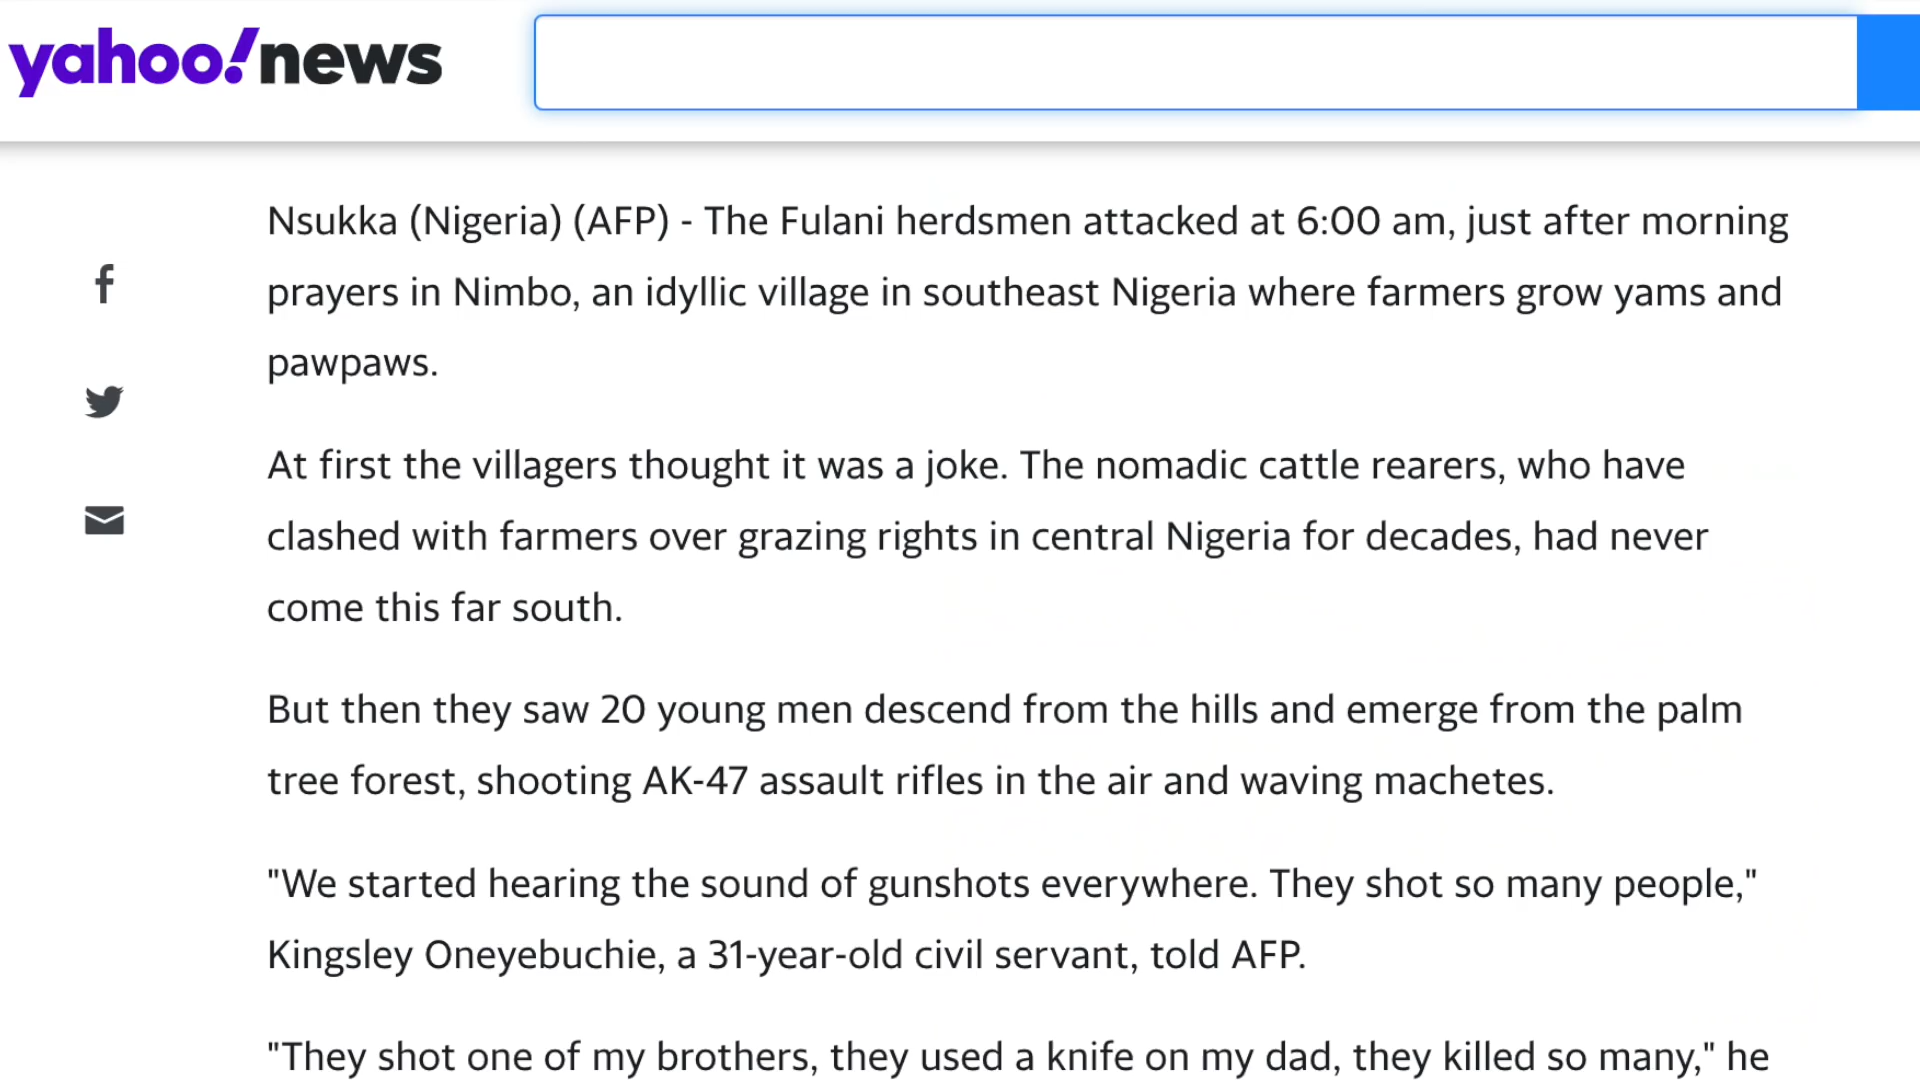 yahoo!news
Nsukka (Nigeria) (AFP) - The Fulani herdsmen attacked at 6:00 am, just after morning
prayers in Nimbo, an idyllic village in southeast Nigeria where farmers grow yams and
pawpaws.
At first the villagers thought it was a joke. The nomadic cattle rearers, who have
clashed with farmers over grazing rights in central Nigeria for decades, had never
come this far south.
But then they saw 20 young men descend from the hills and emerge from the palm
tree forest, shooting AK-47 assault rifles in the air and waving machetes.
"We started hearing the sound of gunshots everywhere. They shot so many people,"
Kingsley Oneyebuchie, a 31-year-old civil servant, told AFP.
"They shot one of my brothers, they used a knife on my dad, they killed so many," he